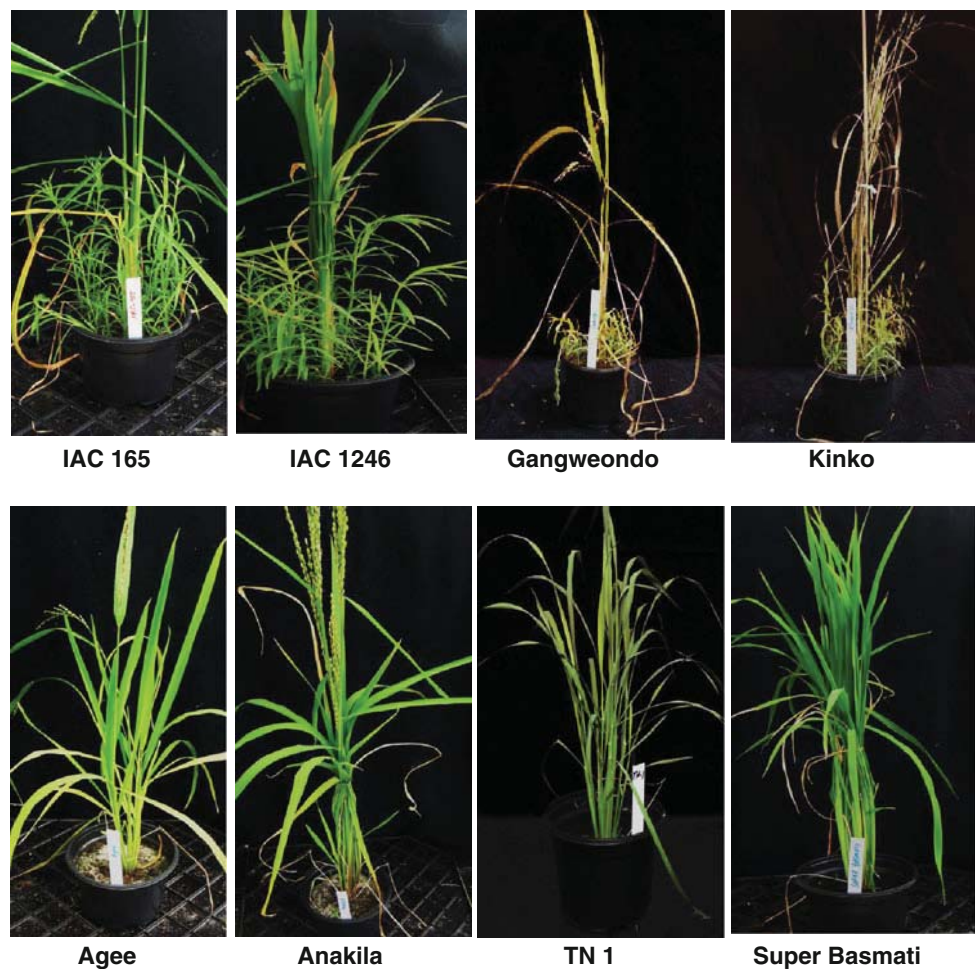 IAC 165
IAC 1246
Gangweondo
Kinko
Agee
Anakila
TN 1
Super Basmati